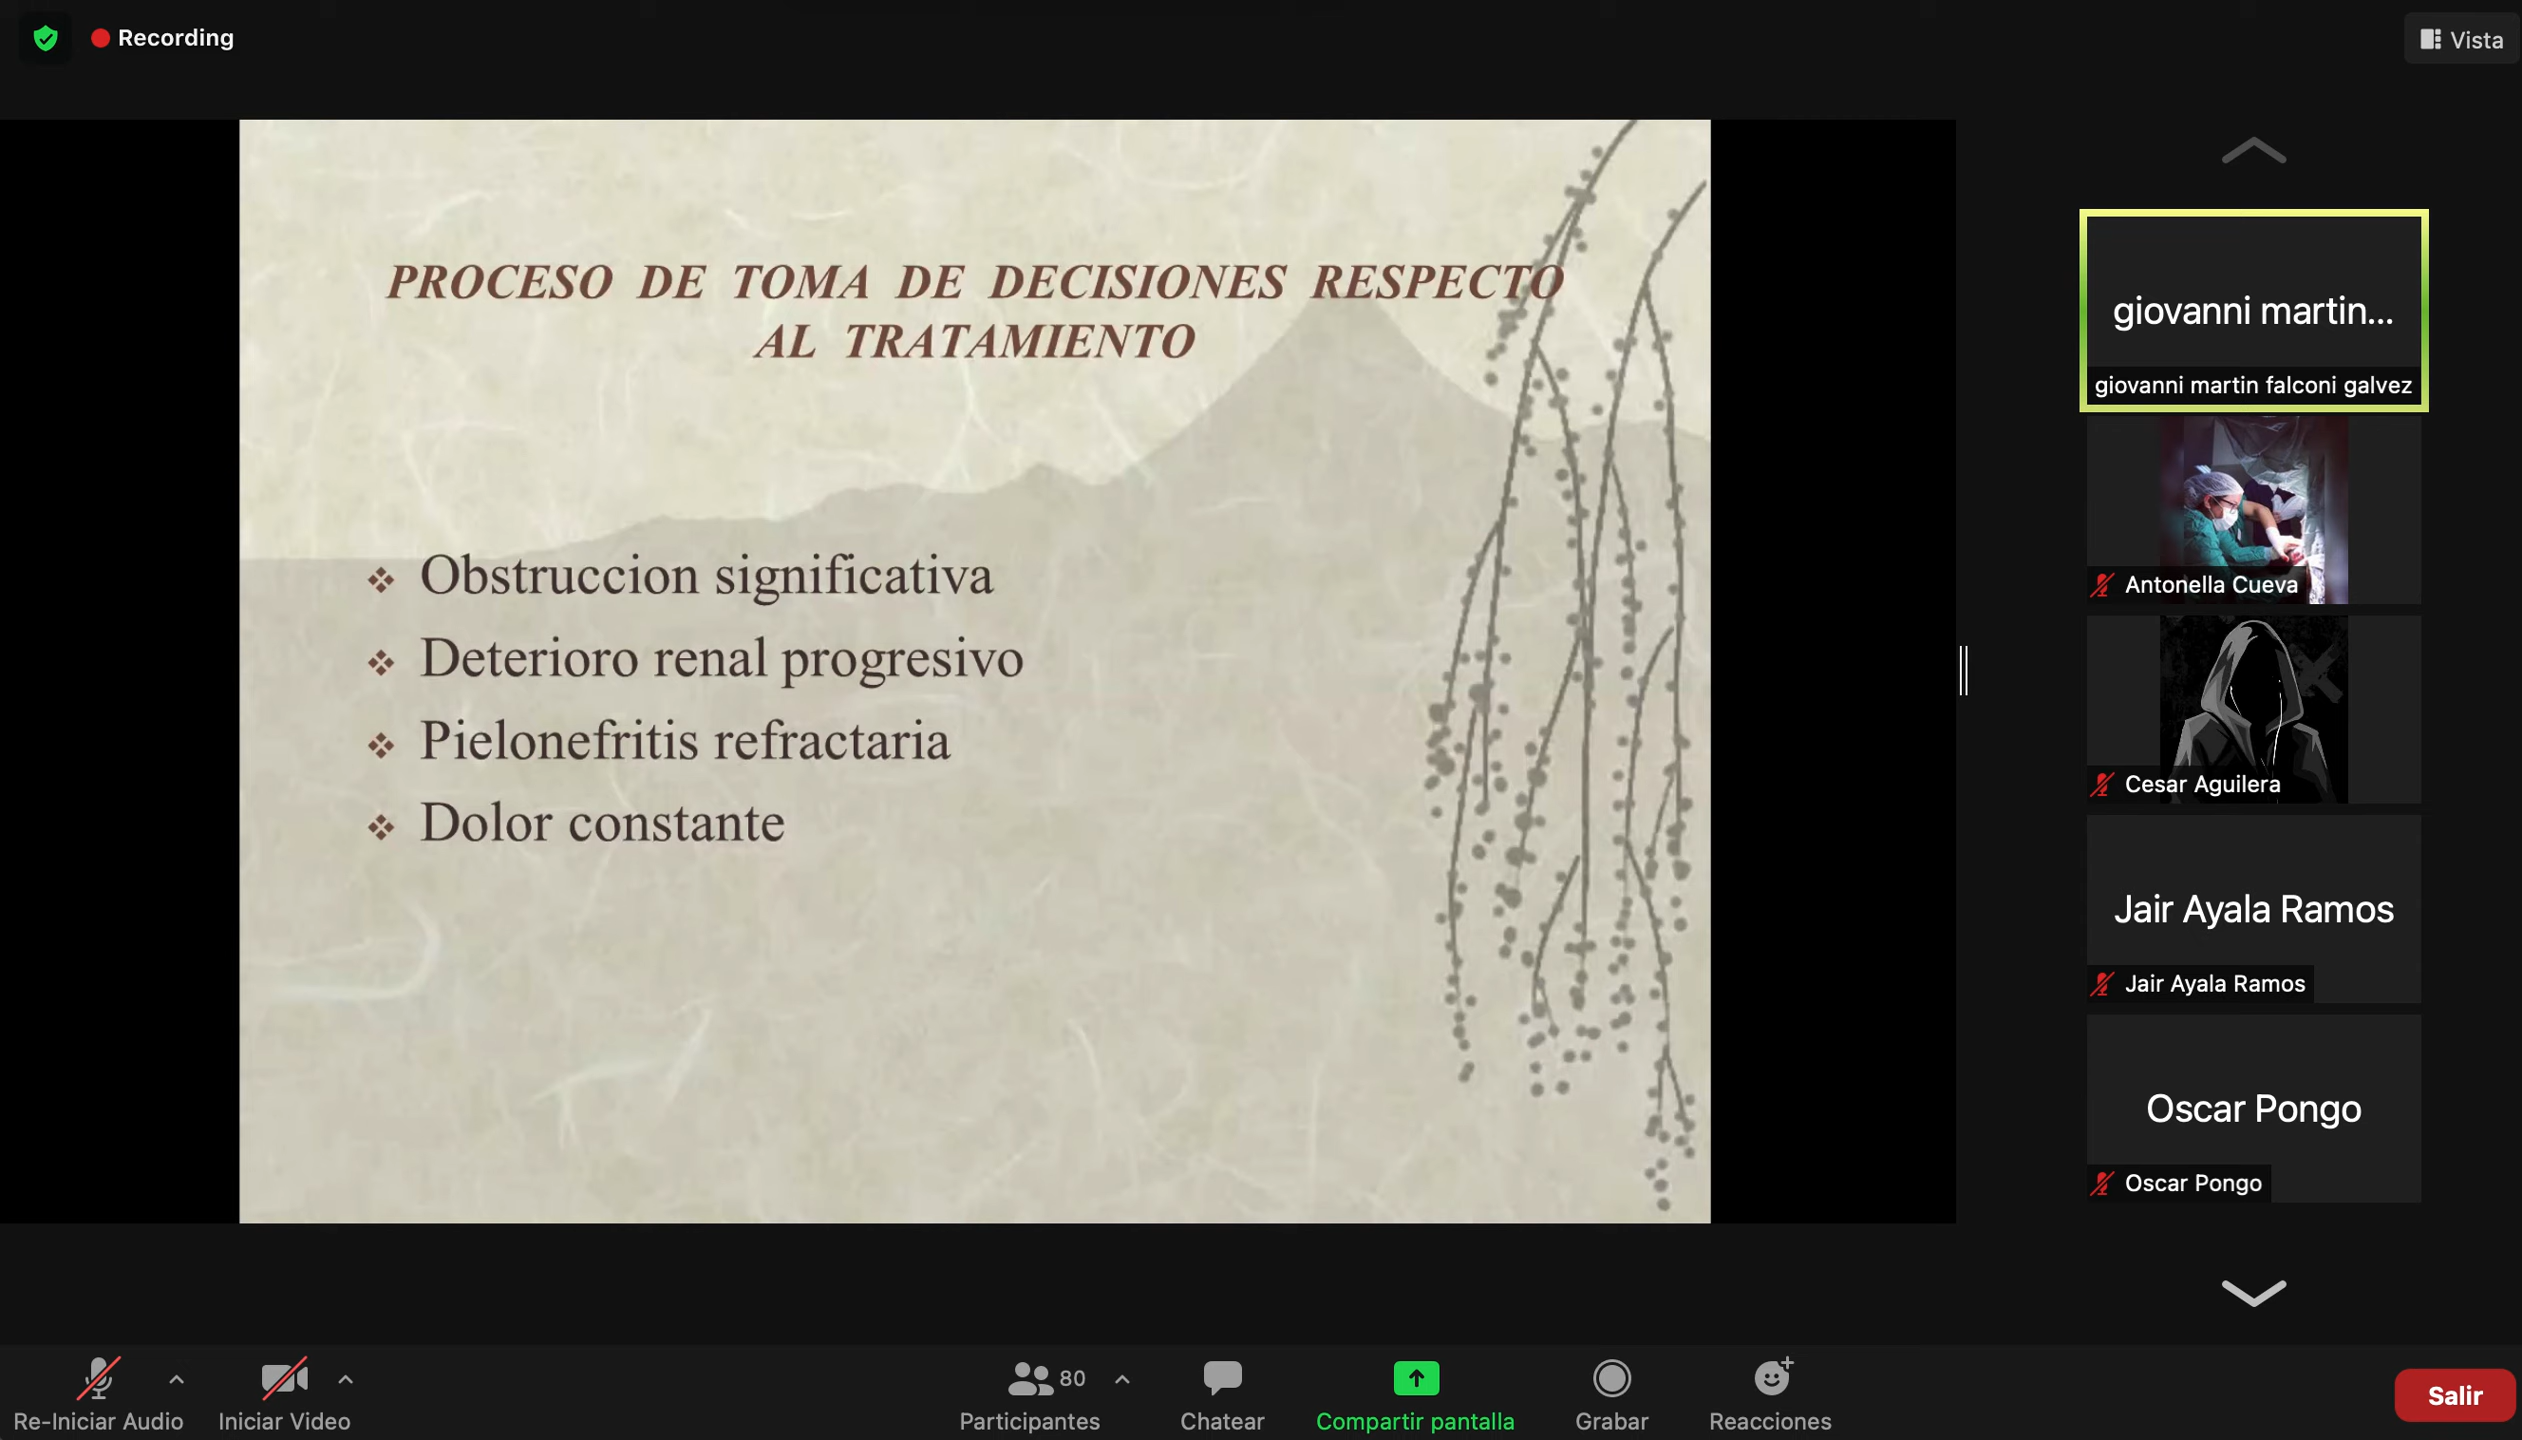 Recording
Vista
PROCESO DE TOMA DE DECISIONES RESPECTO
AL TRATAMIENTO
Obstruccion significativa
Deterioro renal progresivo
Pielonefritis refractaria
Dolor constante
giovanni martin...
giovanni martin falconi galvez
Antonella Cueva
Cesar Aguilera
Jair Ayala Ramos
Jair Ayala Ramos
Oscar Pongo
Oscar Pongo
Re-Iniciar Audio
Iniciar Video
80
Participantes
Chatear
Compartir pantalla
Grabar
Reacciones
Salir